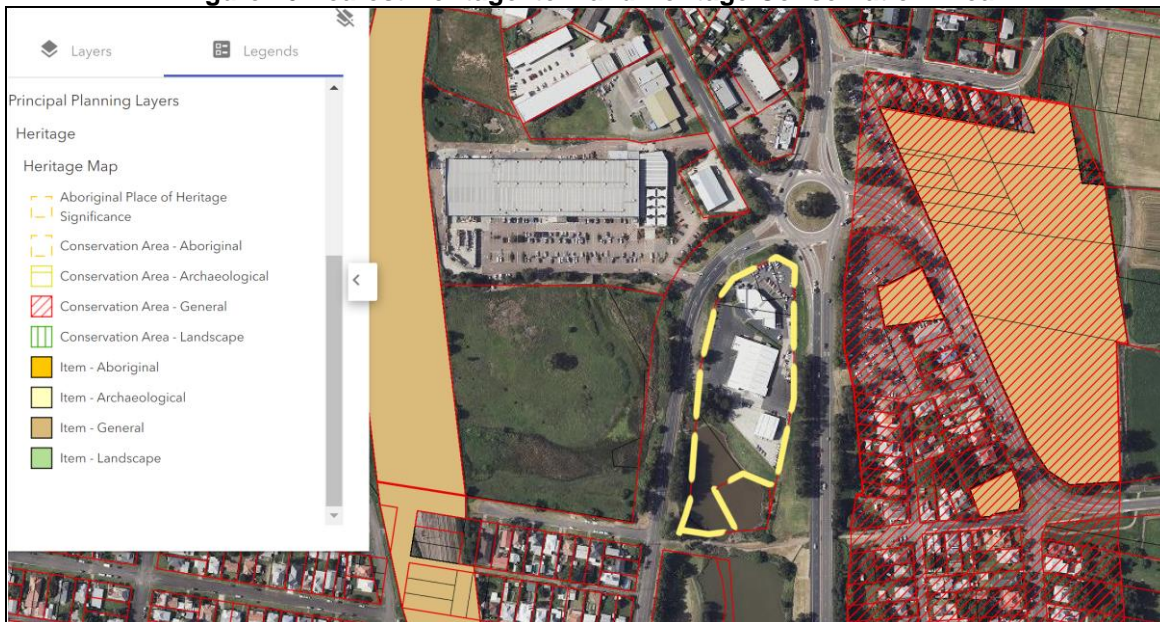 Layers
Legends
Principal Planning Layers
Heritage
Heritage Map
Aboriginal Place of Heritage
Significance
Conservation Area - Aboriginal
Conservation Area - Archaeological
Conservation Area - General
Conservation Area - Landscape
Item - Aboriginal
Item - Archaeological
Item - General
Item - Landscape